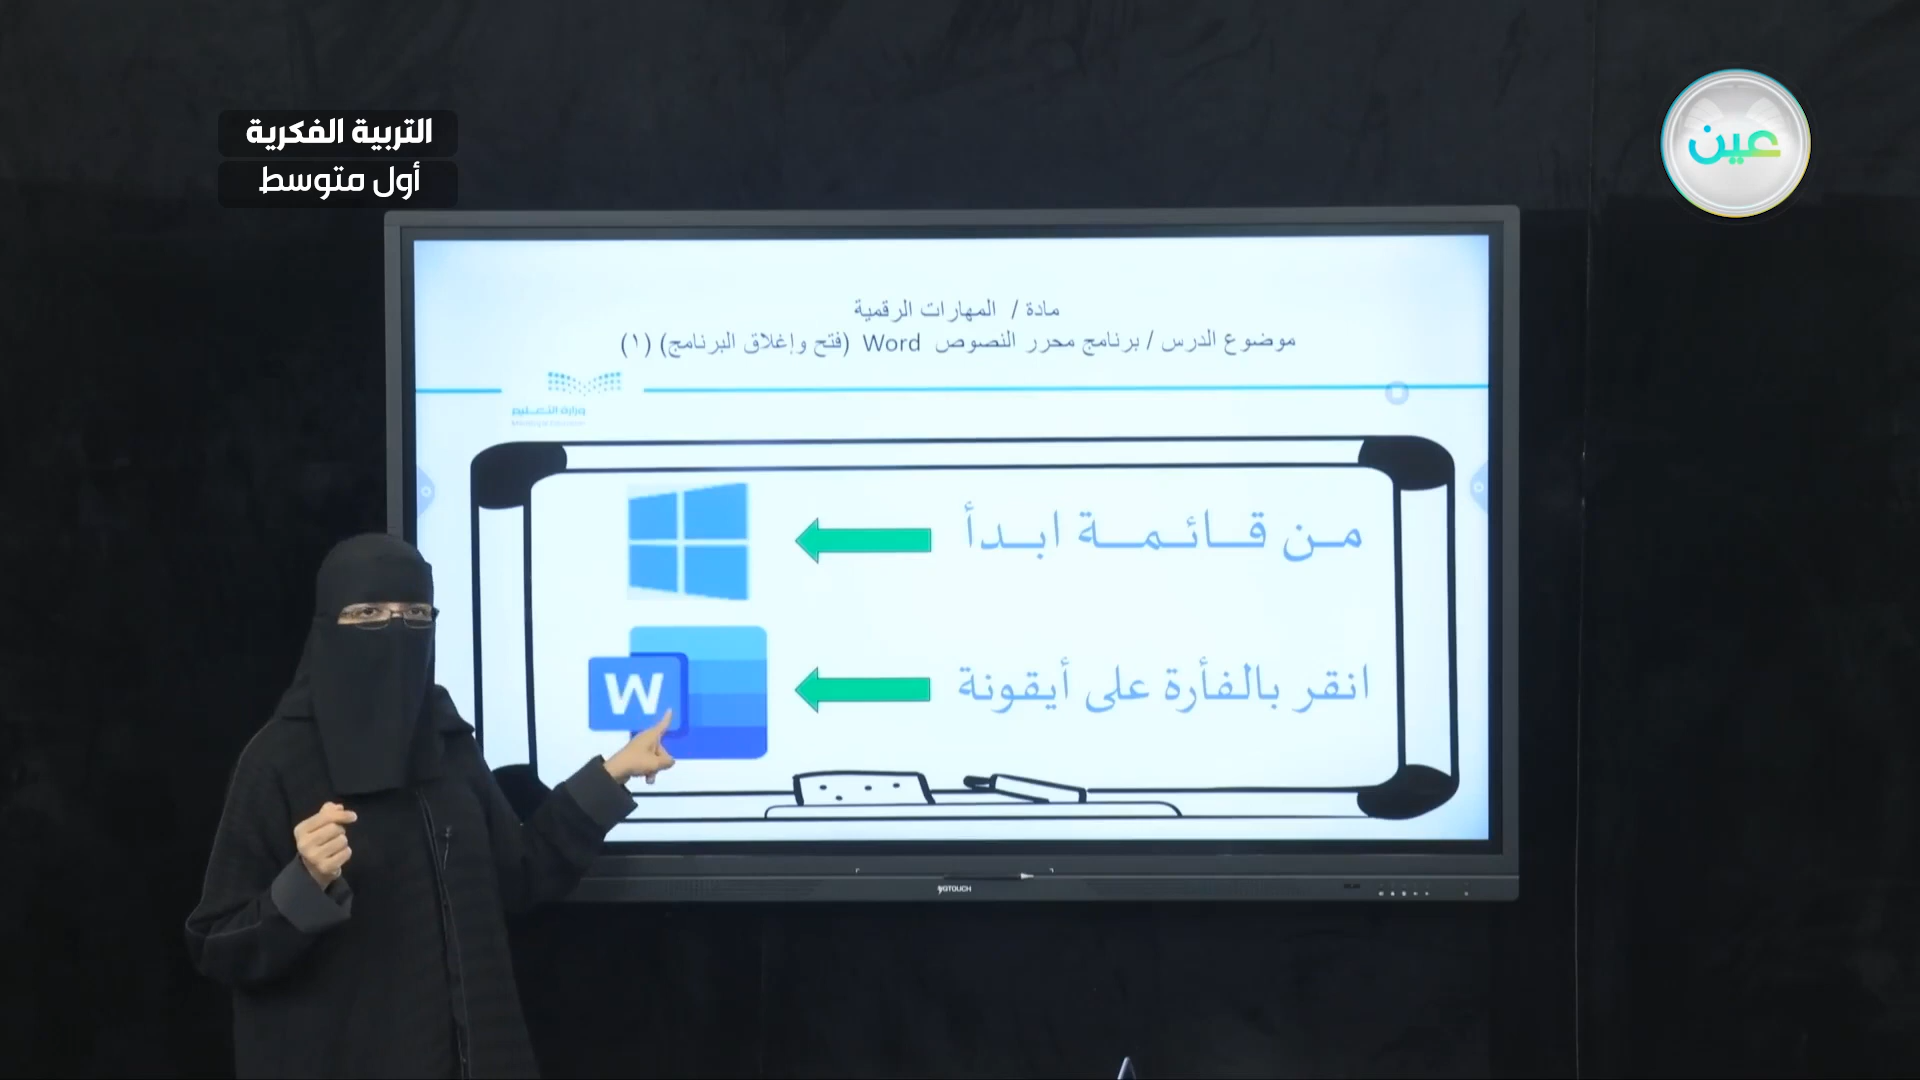 التربية الفكرية
أول متوسط
عين
مادة / المهارات الرقمية
موضوع الدرس / برنامج محرر النصوص Word (فتح وإغلاق البرنامج) (١)
وزارة التعليم
من قائمة ابدأ
انقر بالفأرة على أيقونة
W